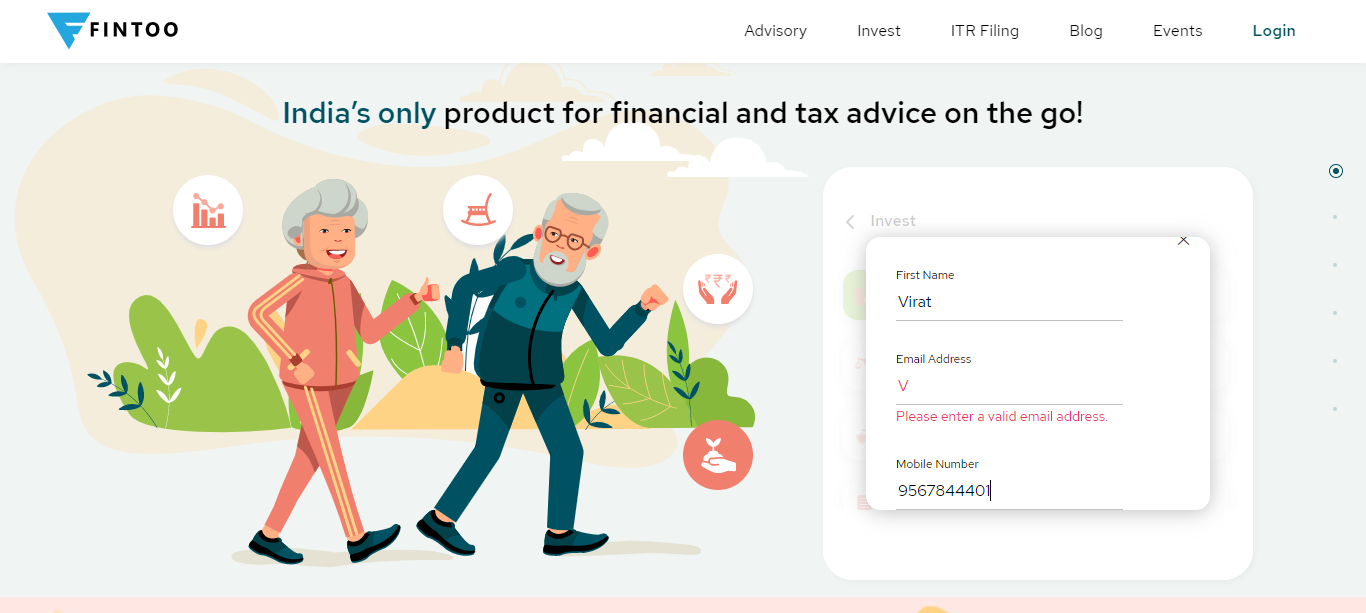 FINTOO
Advisory Invest ITR Filing Blog Events Login
India's only product for financial and tax advice on the go!
Invest
First Name
Virat
Email Address
V
Please enter a valid email address.
Mobile Number
9567844401